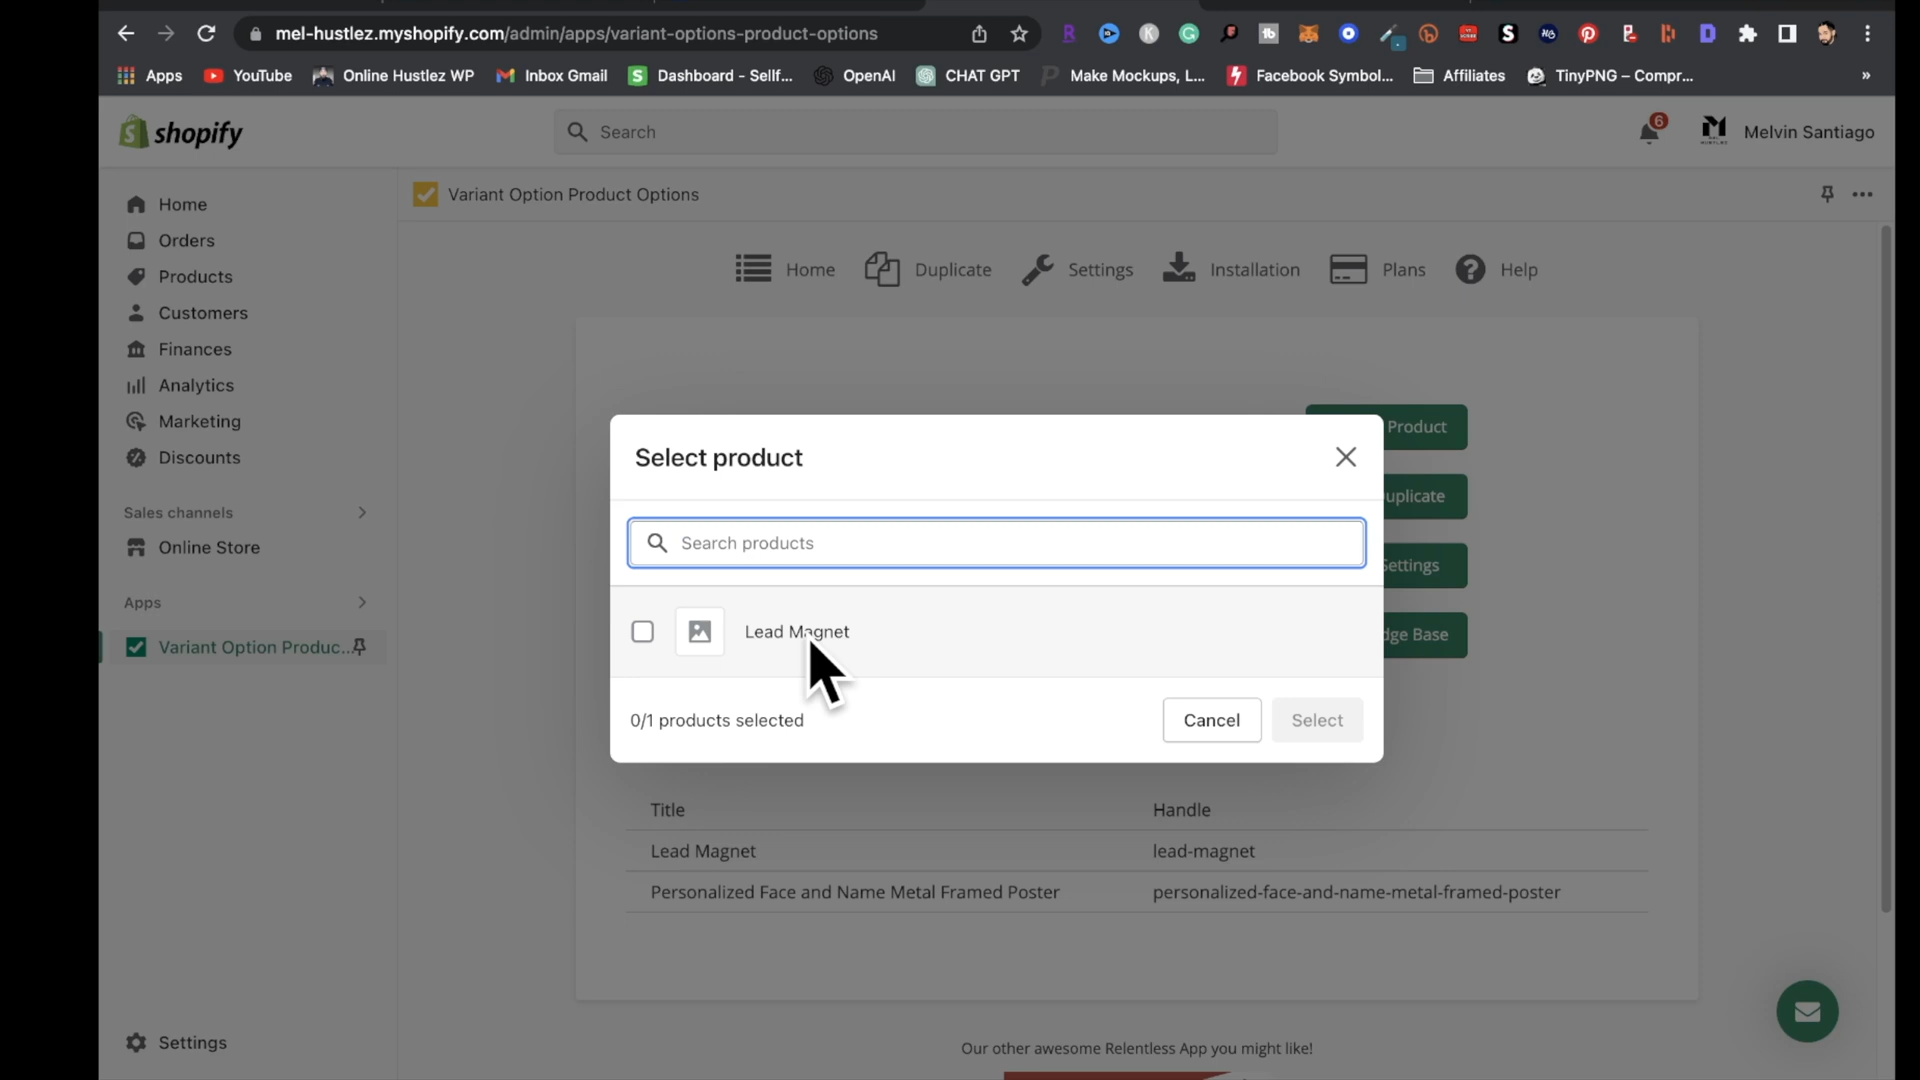 mel-hustlez.myshopify.com/admin/apps/variant-options-product-options
Apps YouTube Online Hustlez WP Inbox Gmail Dashboard - Sellf... OpenAI CHAT GPT Make Mockups, L... Facebook Symbol... Affiliates TinyPNG – Compr... »
shopify
Search
6
Melvin Santiago
Home
Orders
Products
Customers
Finances
Analytics
Marketing
Discounts
Sales channels
Online Store
Apps
Variant Option Produc...
Settings
Variant Option Product Options
Home Duplicate Settings Installation Plans Help
Product
uplicate
Settings
dge Base
Select product
Search products
Lead Magnet
0/1 products selected
Cancel Select
Title Handle
Lead Magnet lead-magnet
Personalized Face and Name Metal Framed Poster personalized-face-and-name-metal-framed-poster
Our other awesome Relentless App you might like!